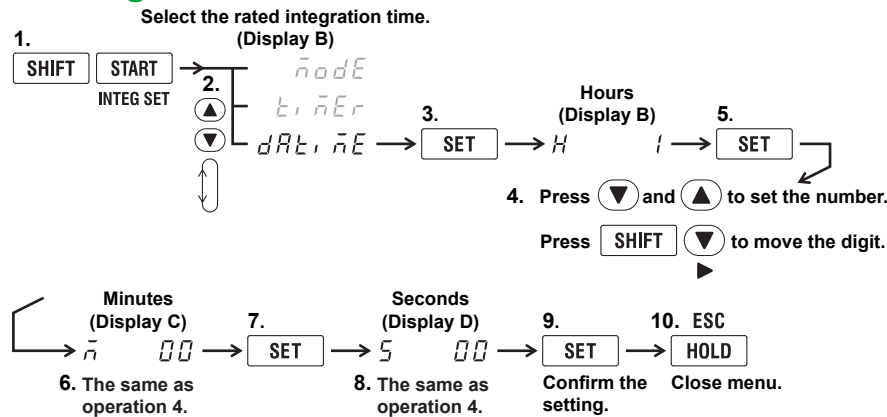 Select the rated integration time.
(Display B)
1.
SHIFT START
INTEG SET
2.
modE
timEr
dAtimE
3.
SET
Hours
(Display B)
H 1
5.
SET
4. Press ▼ and ▲ to set the number.
Press SHIFT ▼ to move the digit.
Minutes
(Display C)
m 00
6. The same as
operation 4.
7.
SET
Seconds
(Display D)
S 00
8. The same as
operation 4.
9.
SET
Confirm the
setting.
10. ESC
HOLD
Close menu.